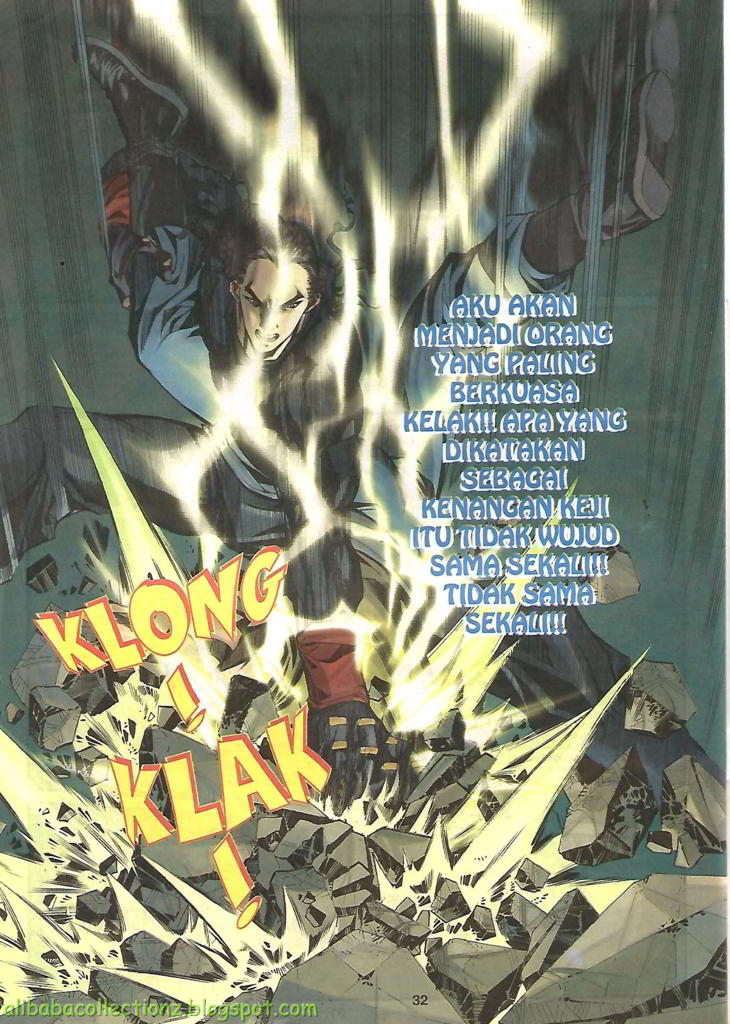 AKU AKAN
MENJADI ORANG
YANG PALING
BERKUASA
KELAK!! APA YANG
DIKATAKAN
SEBAGAI
KENANGAN KEJI
ITU TIDAK WUJUD
SAMA SEKALI!!!
TIDAK SAMA
SEKALI!!!
KLONG
!
KLAK
!
32
alibabacollectionz.blogspot.com